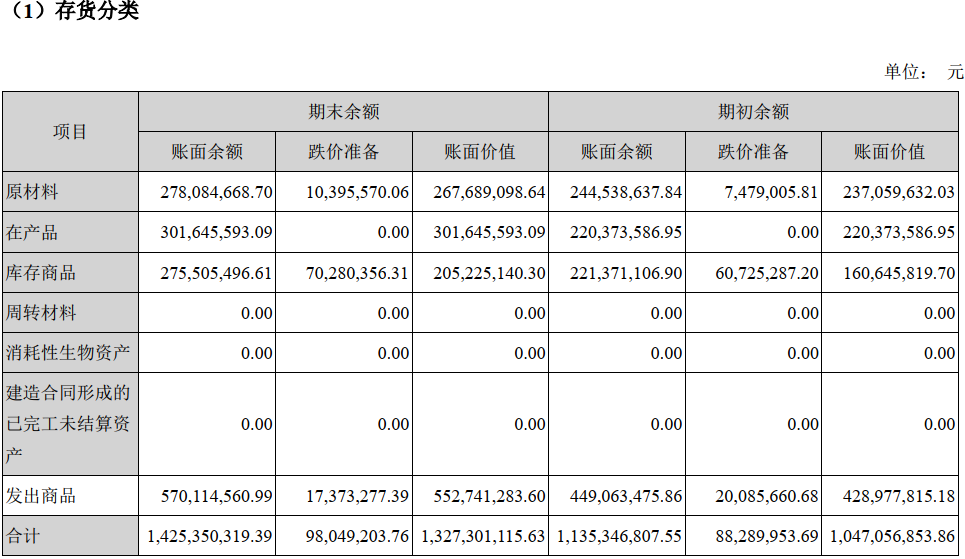 （1）存货分类
单位： 元
项目 期末余额 期初余额
账面余额 跌价准备 账面价值 账面余额 跌价准备 账面价值
原材料 278,084,668.70 10,395,570.06 267,689,098.64 244,538,637.84 7,479,005.81 237,059,632.03
在产品 301,645,593.09 0.00 301,645,593.09 220,373,586.95 0.00 220,373,586.95
库存商品 275,505,496.61 70,280,356.31 205,225,140.30 221,371,106.90 60,725,287.20 160,645,819.70
周转材料 0.00 0.00 0.00 0.00 0.00 0.00
消耗性生物资产 0.00 0.00 0.00 0.00 0.00 0.00
建造合同形成的
已完工未结算资 0.00 0.00 0.00 0.00 0.00 0.00
产
发出商品 570,114,560.99 17,373,277.39 552,741,283.60 449,063,475.86 20,085,660.68 428,977,815.18
合计 1,425,350,319.39 98,049,203.76 1,327,301,115.63 1,135,346,807.55 88,289,953.69 1,047,056,853.86